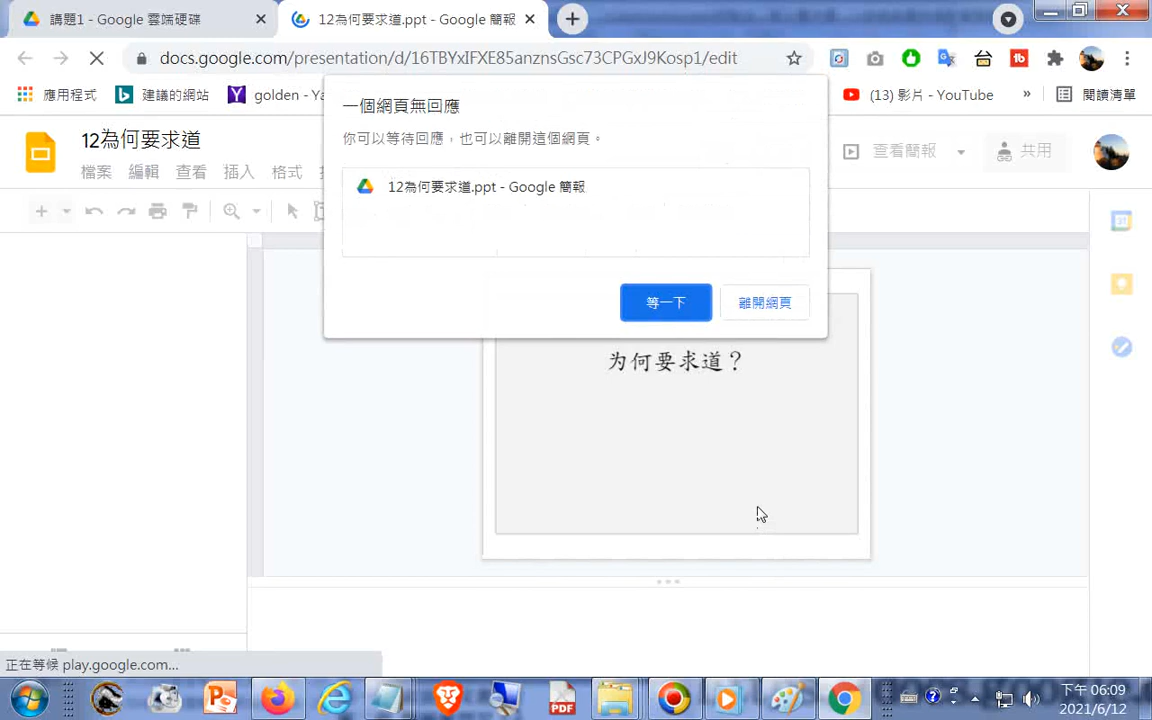 講題1 - Google 雲端硬碟
12為何要求道.ppt - Google 簡報
docs.google.com/presentation/d/16TBYxIFXE85anznsGsc73CPGxJ9Kosp1/edit
應用程式
建議的網站
golden - Ya
(13) 影片 - YouTube
»
閱讀清單
一個網頁無回應
你可以等待回應，也可以離開這個網頁。
12為何要求道.ppt - Google 簡報
等一下
離開網頁
12為何要求道
檔案 編輯 查看 插入 格式
查看簡報
共用
为何要求道？
正在等候 play.google.com...
下午 06:09
2021/6/12